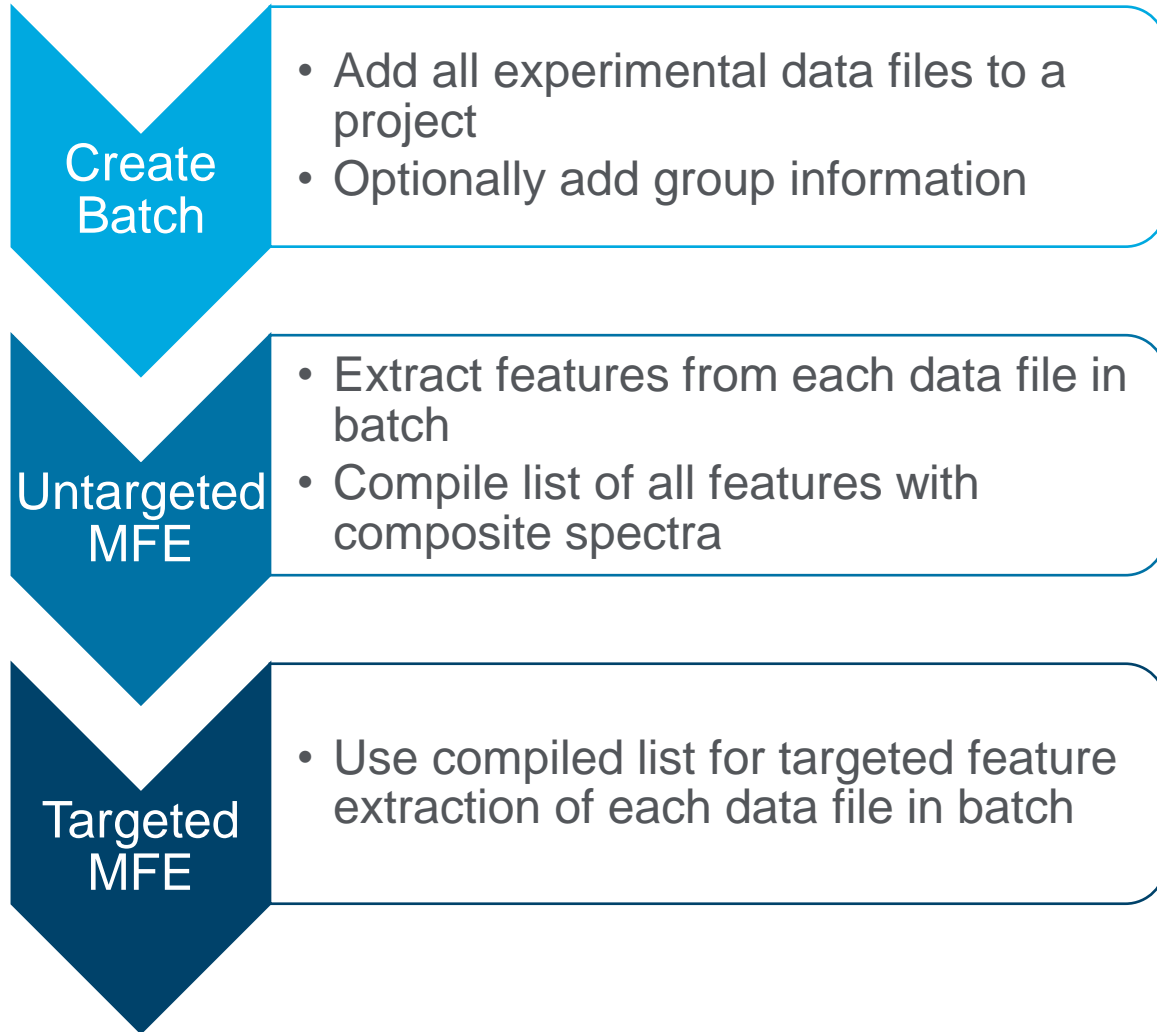 Create
Batch
• Add all experimental data files to a
project
• Optionally add group information
Untargeted
MFE
• Extract features from each data file in
batch
• Compile list of all features with
composite spectra
Targeted
MFE
• Use compiled list for targeted feature
extraction of each data file in batch